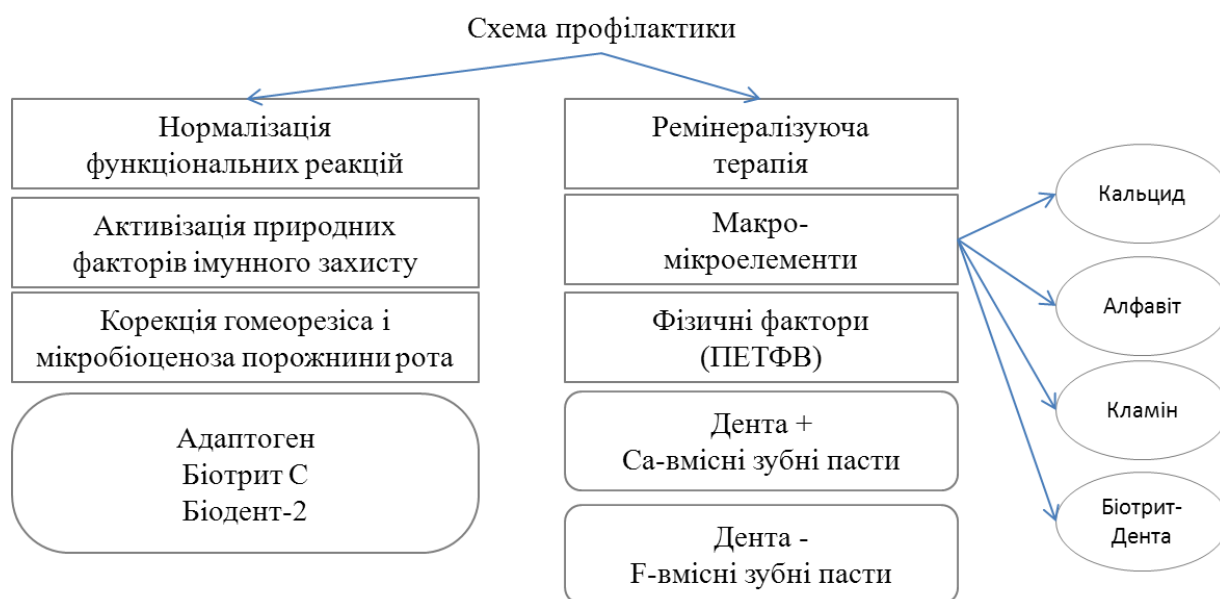 Схема профілактики
Нормалізація
функціональних реакцій
Активізація природних
факторів імунного захисту
Корекція гомеорезіса і
мікробіоценоза порожнини рота
Адаптоген
Біотрит С
Біодент-2
Ремінералізуюча
терапія
Макро-
мікроелементи
Фізичні фактори
(ПЕТФВ)
Дента +
Са-вмісні зубні пасти
Дента -
F-вмісні зубні пасти
Кальцид
Алфавіт
Кламін
Біотрит-
Дента